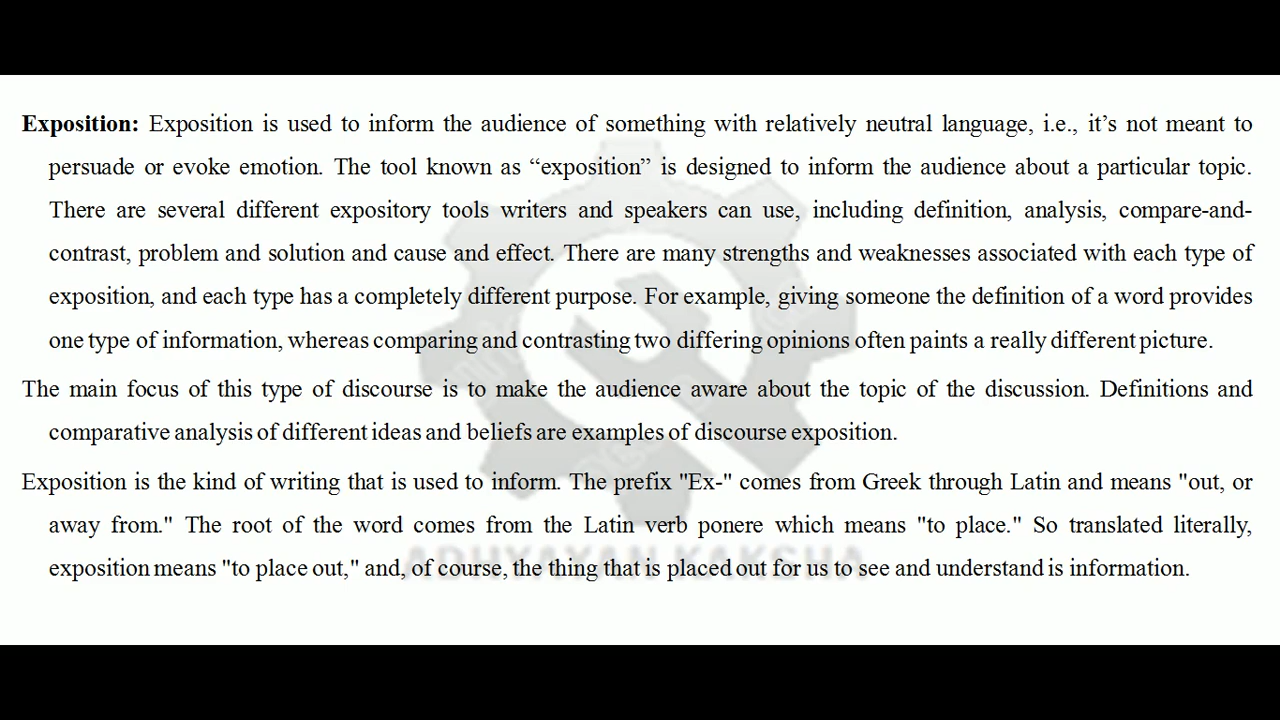 Exposition: Exposition is used to inform the audience of something with relatively neutral language, i.e., it’s not meant to
persuade or evoke emotion. The tool known as “exposition” is designed to inform the audience about a particular topic.
There are several different expository tools writers and speakers can use, including definition, analysis, compare-and-
contrast, problem and solution and cause and effect. There are many strengths and weaknesses associated with each type of
exposition, and each type has a completely different purpose. For example, giving someone the definition of a word provides
one type of information, whereas comparing and contrasting two differing opinions often paints a really different picture.
The main focus of this type of discourse is to make the audience aware about the topic of the discussion. Definitions and
comparative analysis of different ideas and beliefs are examples of discourse exposition.
Exposition is the kind of writing that is used to inform. The prefix "Ex-" comes from Greek through Latin and means "out, or
away from." The root of the word comes from the Latin verb ponere which means "to place." So translated literally,
exposition means "to place out," and, of course, the thing that is placed out for us to see and understand is information.
ADHYAYAN KAKSHA